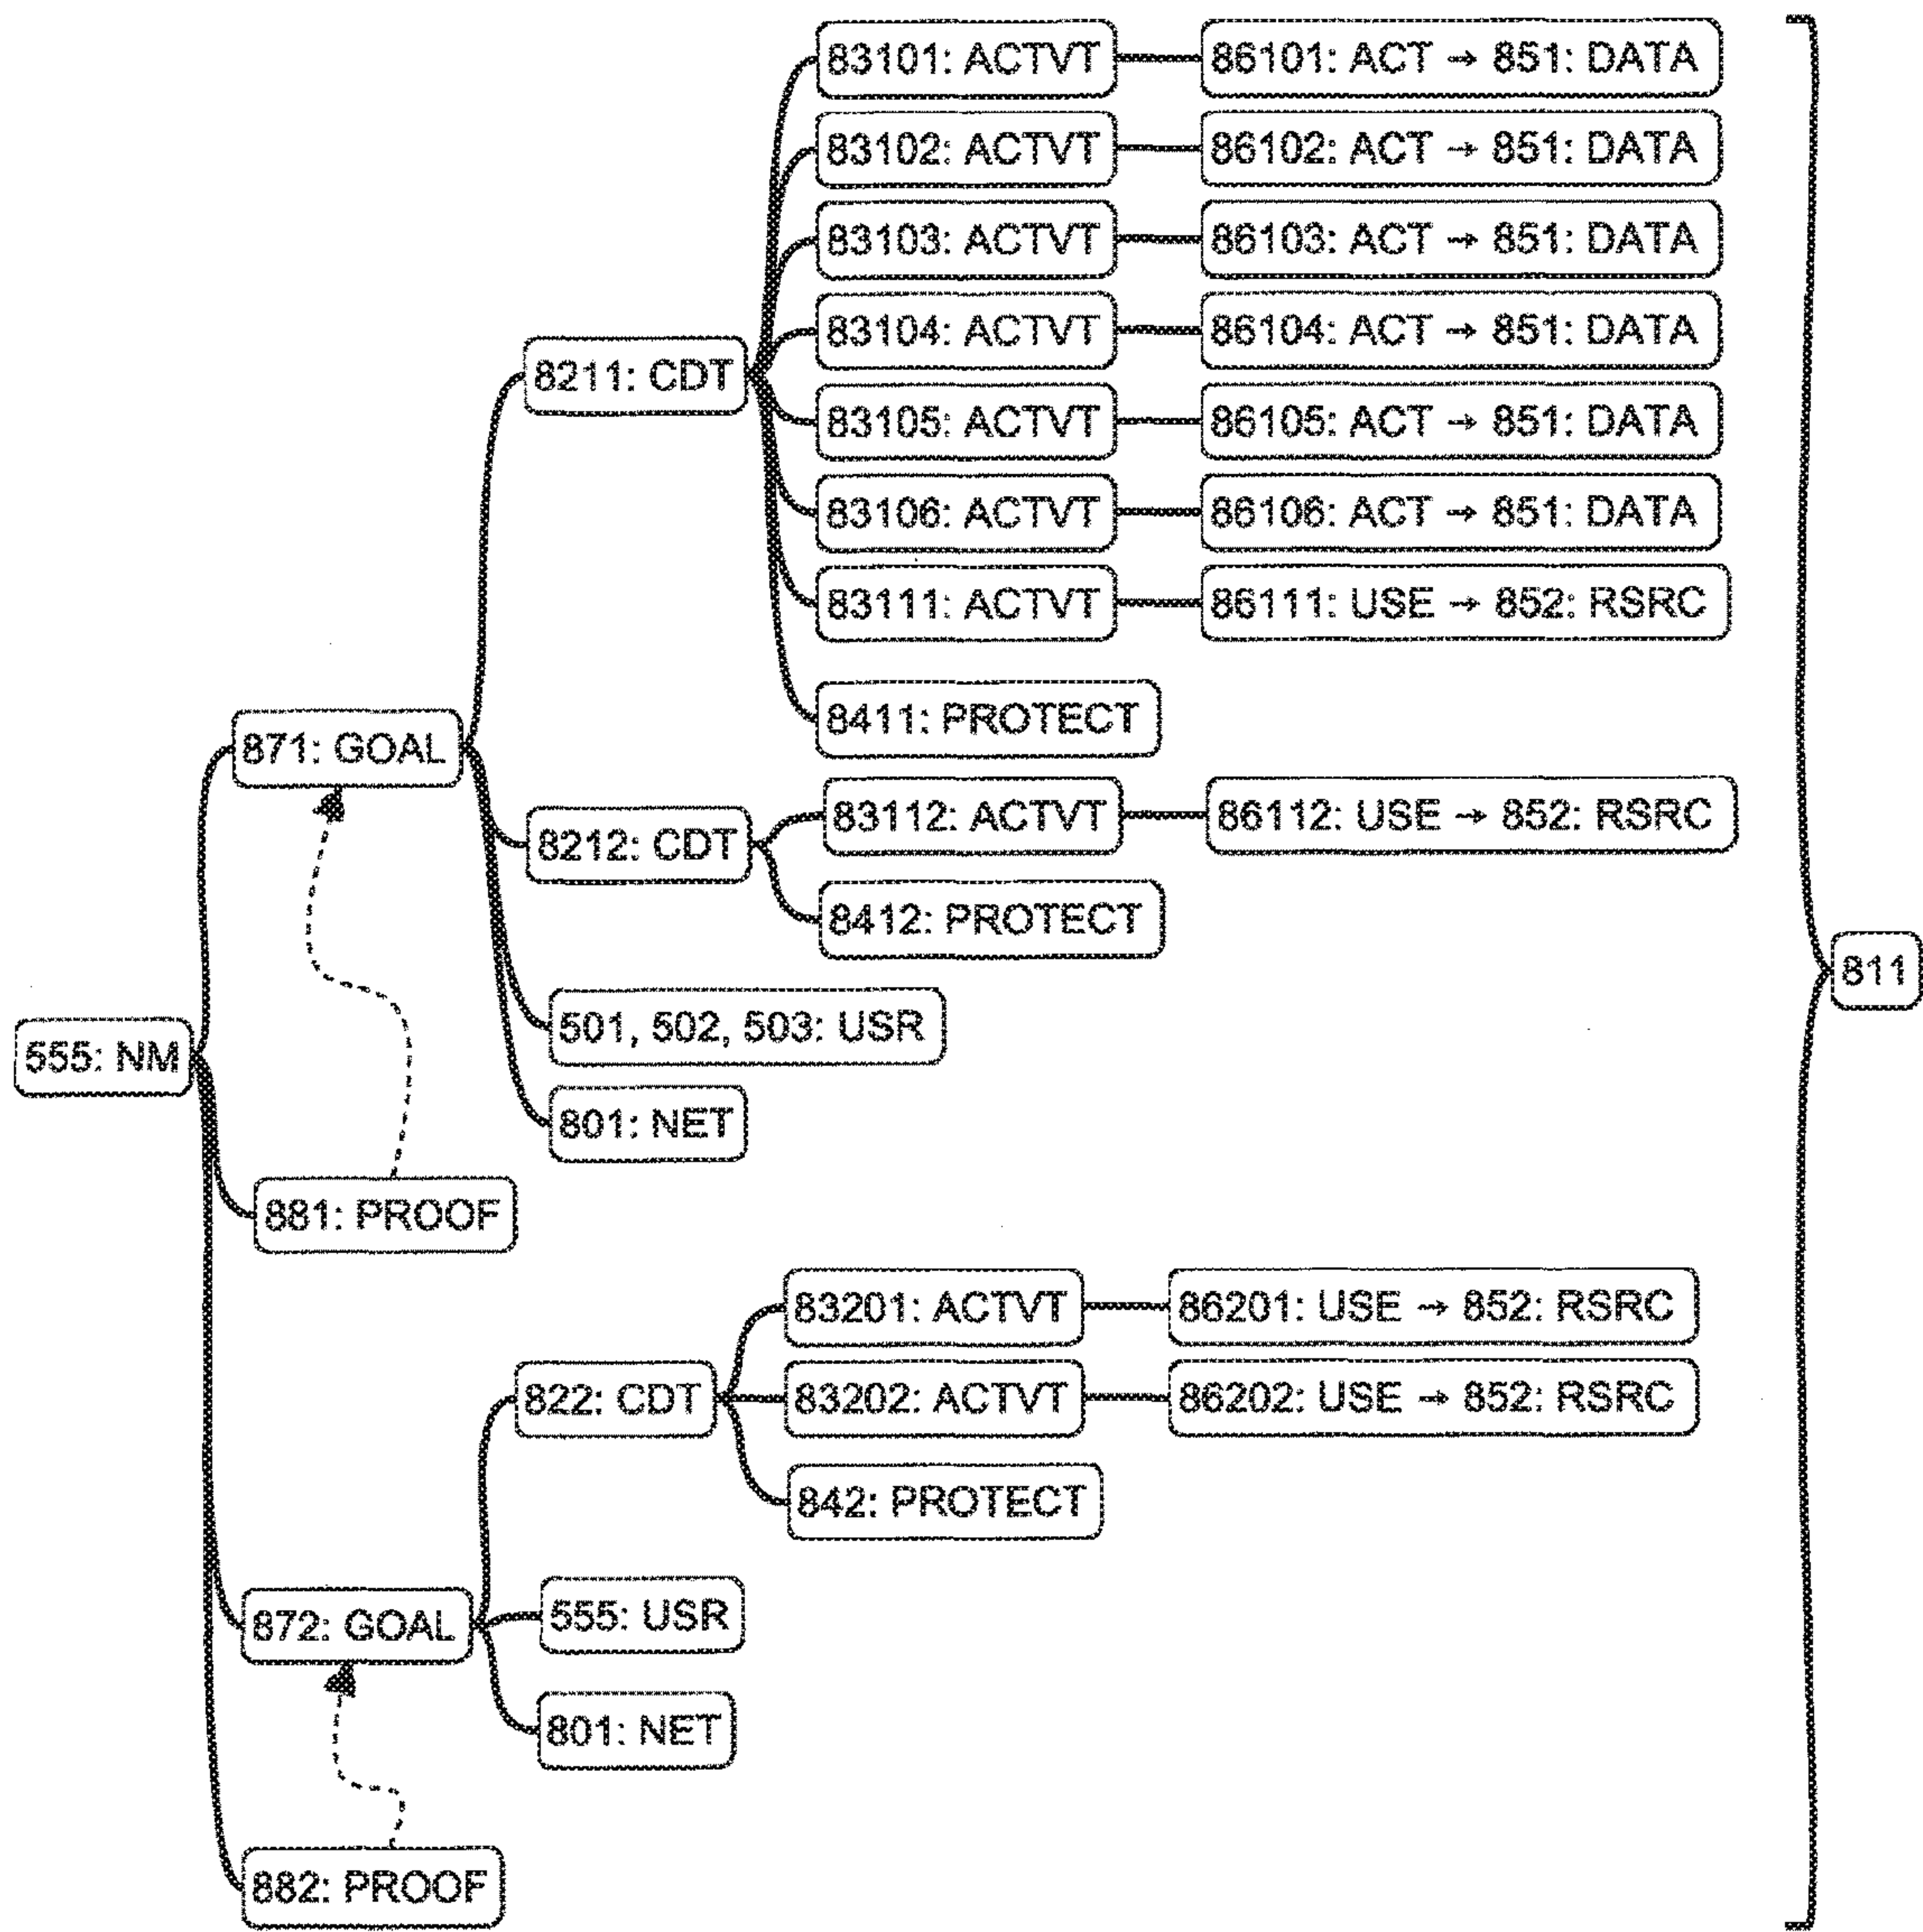 83101: ACTVT
86101: ACT → 851: DATA
83102: ACTVT
86102: ACT → 851: DATA
83103: ACTVT
86103: ACT → 851: DATA
83104: ACTVT
86104: ACT → 851: DATA
8211: CDT
83105: ACTVT
86105: ACT → 851: DATA
83106: ACTVT
86106: ACT → 851: DATA
83111: ACTVT
86111: USE → 852: RSRC
8411: PROTECT
871: GOAL
83112: ACTVT
86112: USE → 852: RSRC
8212: CDT
8412: PROTECT
811
501, 502, 503: USR
555: NM
801: NET
881: PROOF
83201: ACTVT
86201: USE → 852: RSRC
822: CDT
83202: ACTVT
86202: USE → 852: RSRC
842: PROTECT
555: USR
872: GOAL
801: NET
882: PROOF